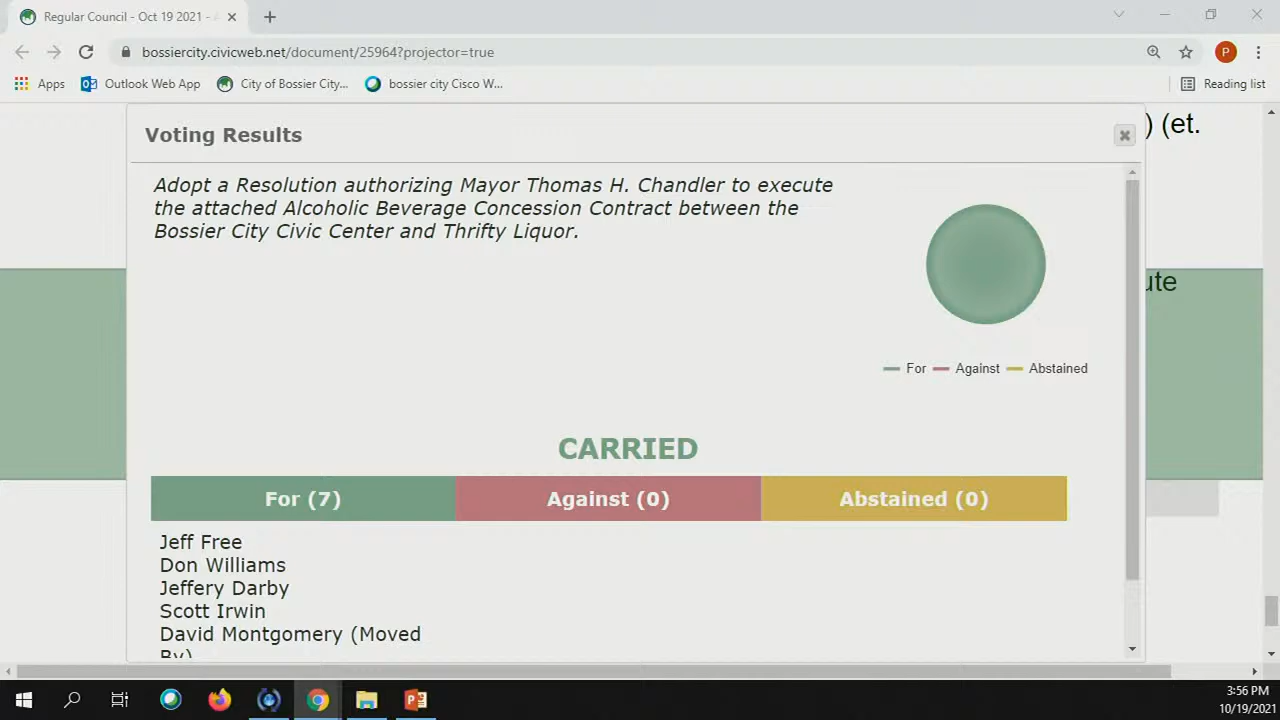 Regular Council - Oct 19 2021 -
bossiercity.civicweb.net/document/25964?projector=true
P
Apps
Outlook Web App
City of Bossier City...
bossier city Cisco W...
Reading list
) (et.
Voting Results
Adopt a Resolution authorizing Mayor Thomas H. Chandler to execute
the attached Alcoholic Beverage Concession Contract between the
Bossier City Civic Center and Thrifty Liquor.
ute
For
Against
Abstained
CARRIED
For (7)
Against (0)
Abstained (0)
Jeff Free
Don Williams
Jeffery Darby
Scott Irwin
David Montgomery (Moved
By)
3:56 PM
10/19/2021